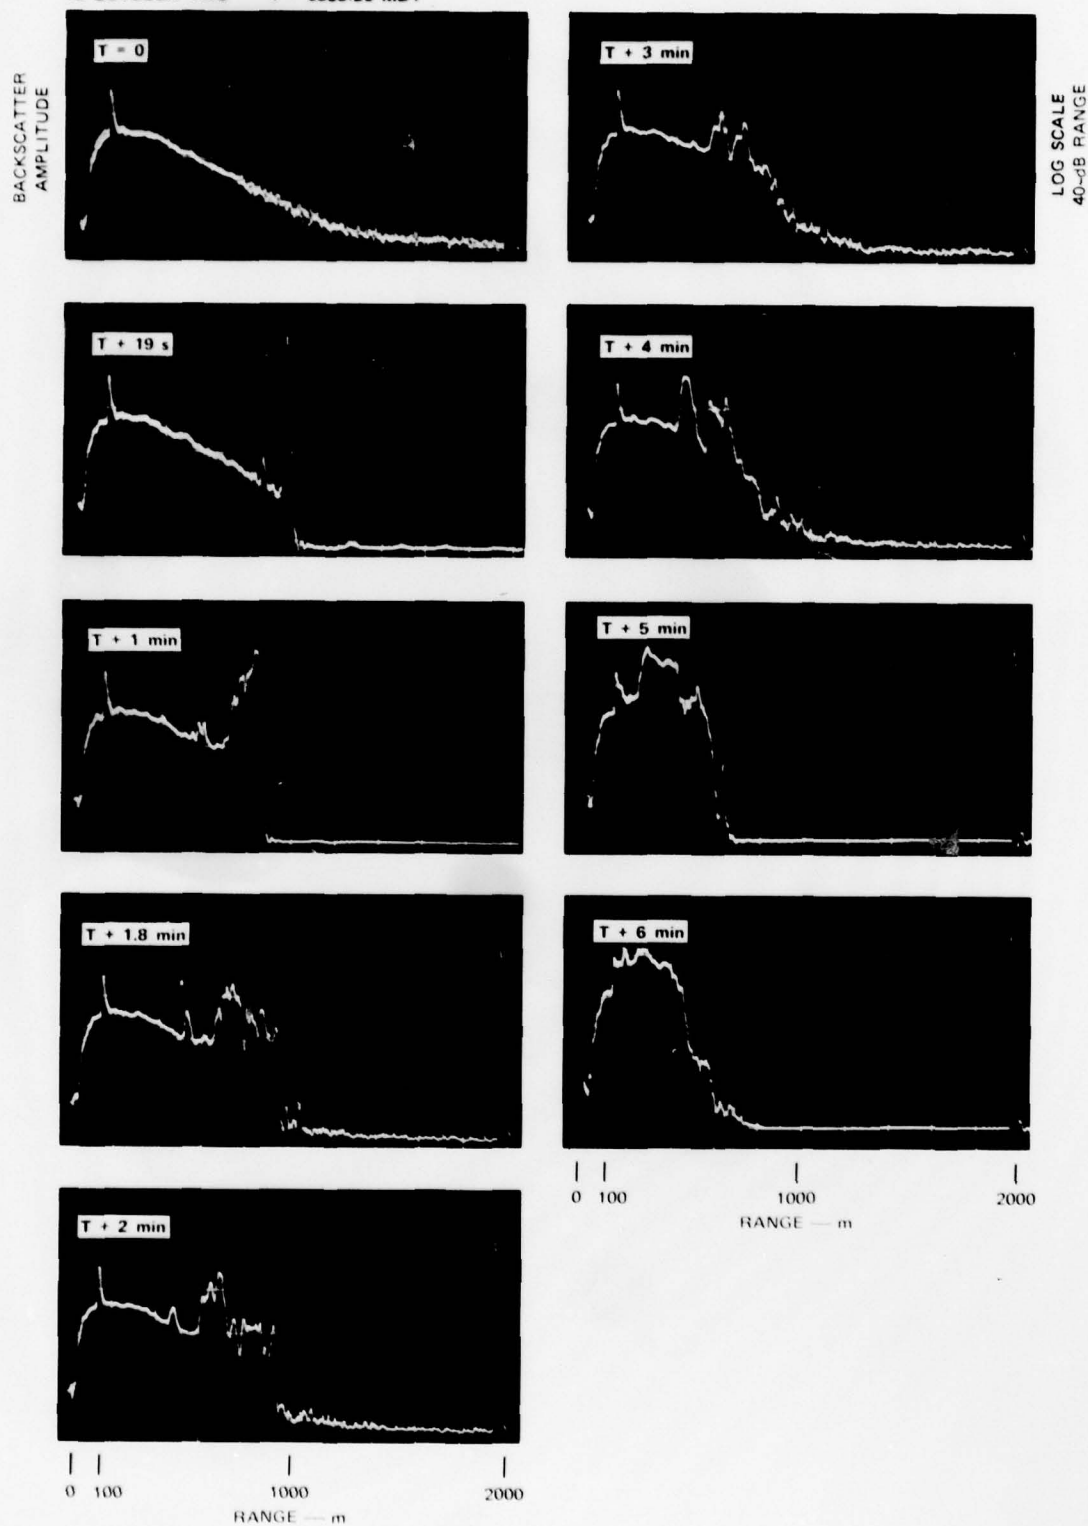 BACKSCATTER
AMPLITUDE
T = 0
T + 3 min
LOG SCALE
40-dB RANGE
T + 19 s
T + 4 min
T + 1 min
T + 5 min
T + 1.8 min
T + 6 min
0 100 1000 2000
RANGE — m
T + 2 min
0 100 1000 2000
RANGE — m